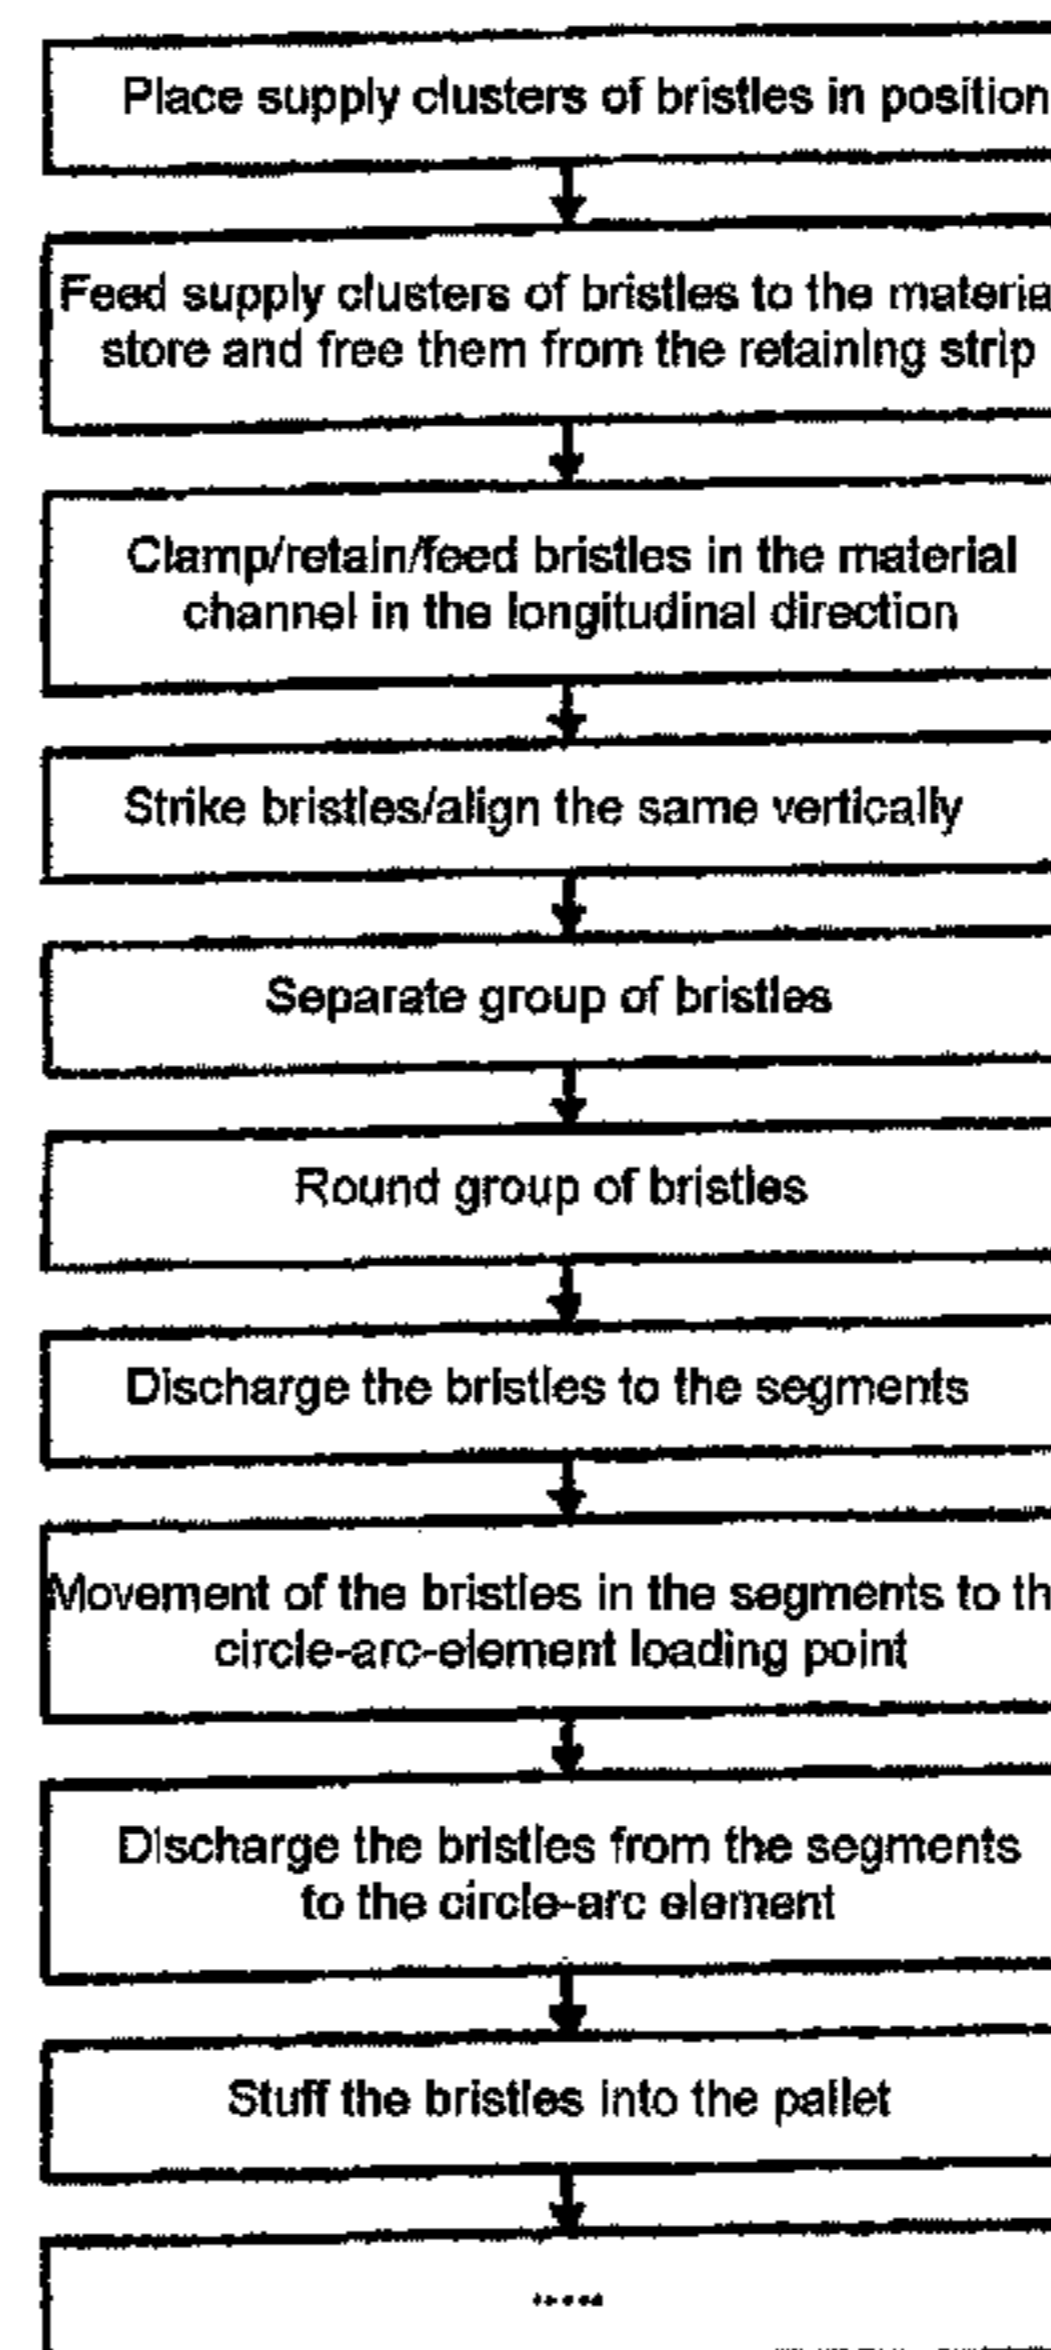 Place supply clusters of bristles in position
Feed supply clusters of bristles to the materia
store and free them from the retaining strip
Clamp/retain/feed bristles in the material
channel in the longitudinal direction
Strike bristles/align the same vertically
Separate group of bristles
Round group of bristles
Discharge the bristles to the segments
Movement of the bristles in the segments to th
circle-arc-element loading point
Discharge the bristles from the segments
to the circle-arc element
Stuff the bristles into the pallet
.....